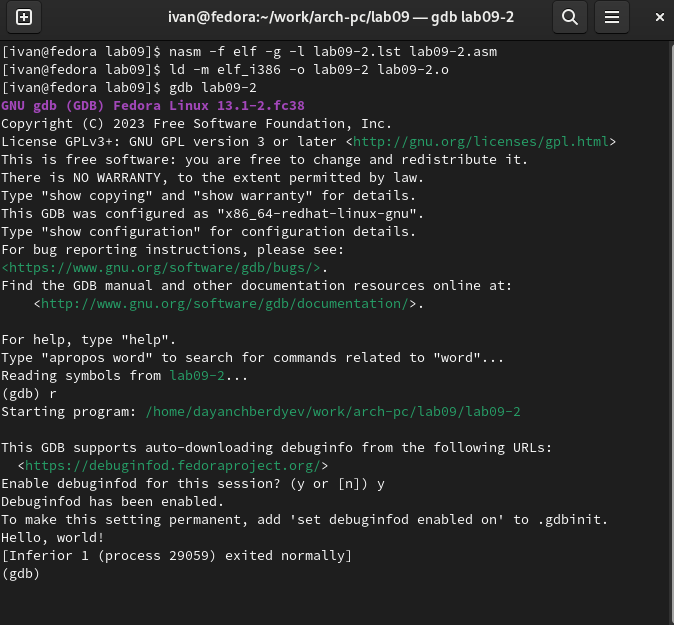 ivan@fedora:~/work/arch-pc/lab09 — gdb lab09-2
[ivan@fedora lab09]$ nasm -f elf -g -l lab09-2.lst lab09-2.asm
[ivan@fedora lab09]$ ld -m elf_i386 -o lab09-2 lab09-2.o
[ivan@fedora lab09]$ gdb lab09-2
GNU gdb (GDB) Fedora Linux 13.1-2.fc38
Copyright (C) 2023 Free Software Foundation, Inc.
License GPLv3+: GNU GPL version 3 or later <http://gnu.org/licenses/gpl.html>
This is free software: you are free to change and redistribute it.
There is NO WARRANTY, to the extent permitted by law.
Type "show copying" and "show warranty" for details.
This GDB was configured as "x86_64-redhat-linux-gnu".
Type "show configuration" for configuration details.
For bug reporting instructions, please see:
<https://www.gnu.org/software/gdb/bugs/>.
Find the GDB manual and other documentation resources online at:
    <http://www.gnu.org/software/gdb/documentation/>.

For help, type "help".
Type "apropos word" to search for commands related to "word"...
Reading symbols from lab09-2...
(gdb) r
Starting program: /home/dayanchberdyev/work/arch-pc/lab09/lab09-2

This GDB supports auto-downloading debuginfo from the following URLs:
  <https://debuginfod.fedoraproject.org/>
Enable debuginfod for this session? (y or [n]) y
Debuginfod has been enabled.
To make this setting permanent, add 'set debuginfod enabled on' to .gdbinit.
Hello, world!
[Inferior 1 (process 29059) exited normally]
(gdb)